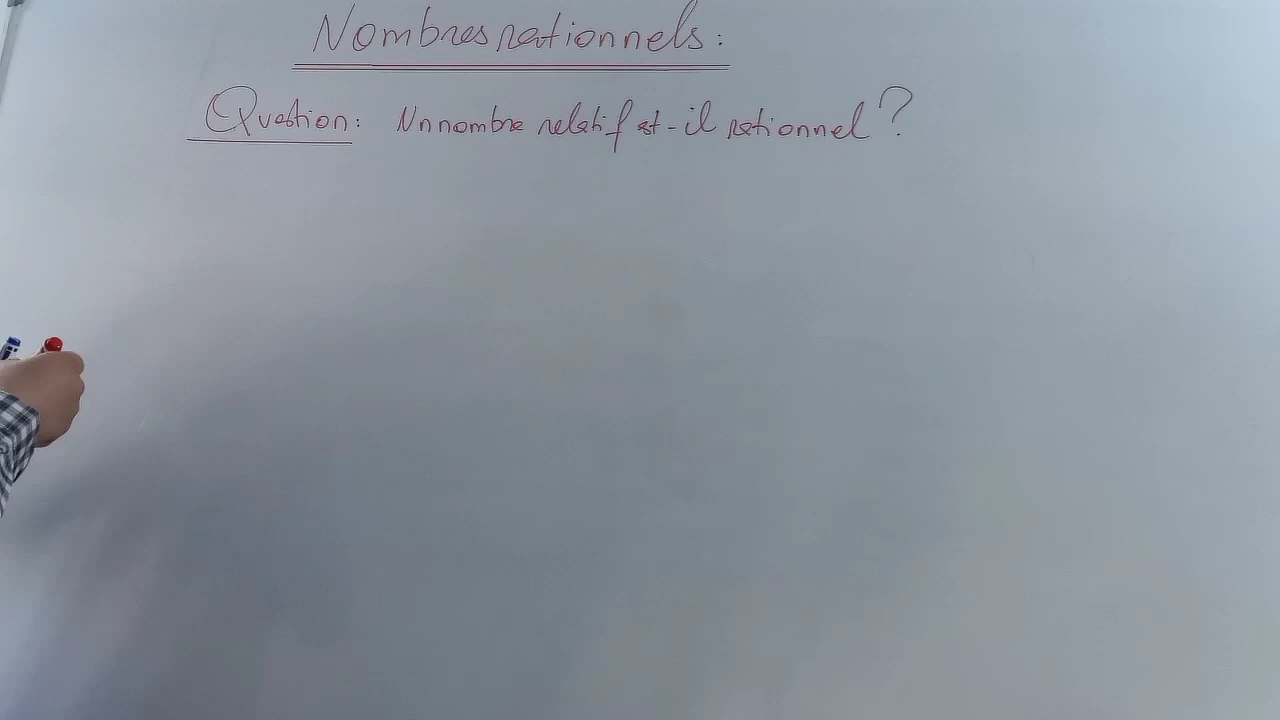 Nombres rationnels :
Question : Un nombre relatif est-il rationnel ?